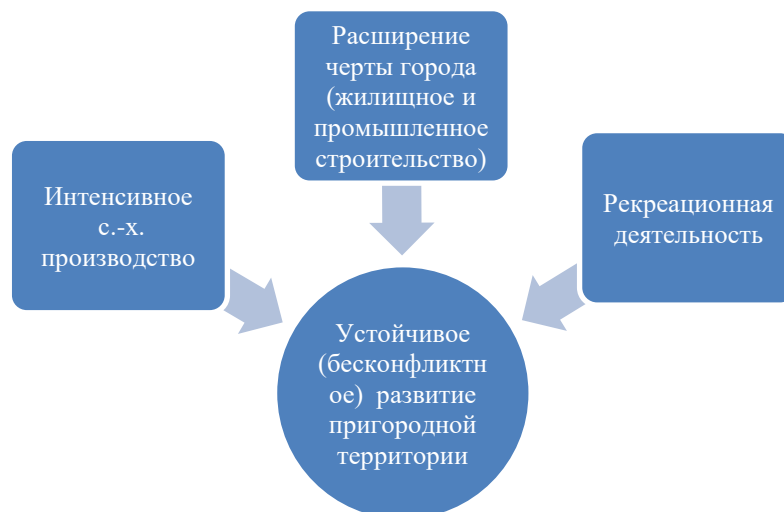 Расширение
черты города
(жилищное и
промышленное
строительство)
Интенсивное
с.-х.
производство
Рекреационная
деятельность
Устойчивое
(бесконфликтн
ое) развитие
пригородной
территории